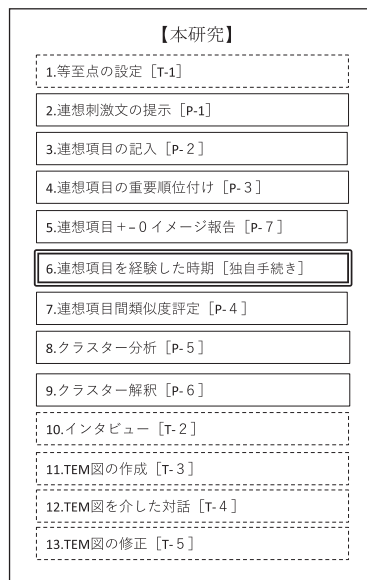 【本研究】
1.等至点の設定［T-1］
2.連想刺激文の提示［P-1］
3.連想項目の記入［P-２］
4.連想項目の重要順位付け［P-３］
5.連想項目＋−０イメージ報告［P-７］
6.連想項目を経験した時期［独自手続き］
7.連想項目間類似度評定［P-４］
8.クラスター分析［P-５］
9.クラスター解釈［P-６］
10.インタビュー［T-２］
11.TEM図の作成［T-３］
12.TEM図を介した対話［T-４］
13.TEM図の修正［T-５］